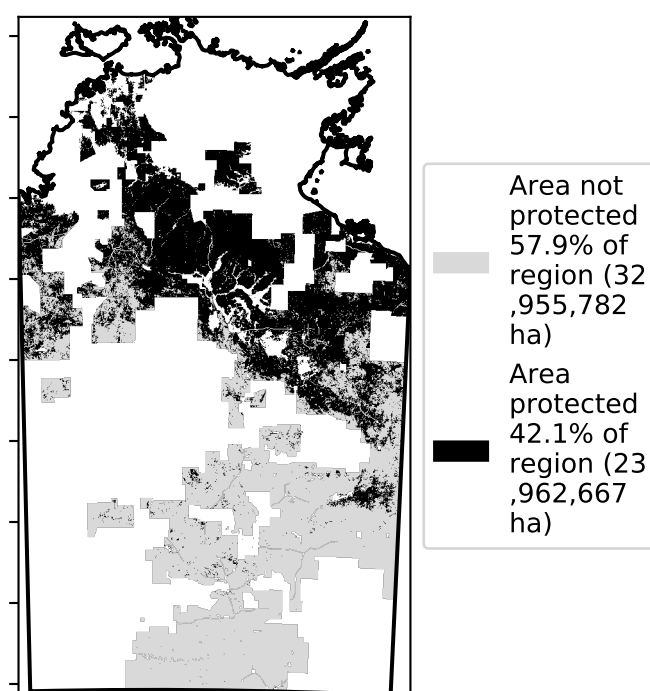 Area not
protected
57.9% of
region (32
,955,782
ha)
Area
protected
42.1% of
region (23
,962,667
ha)